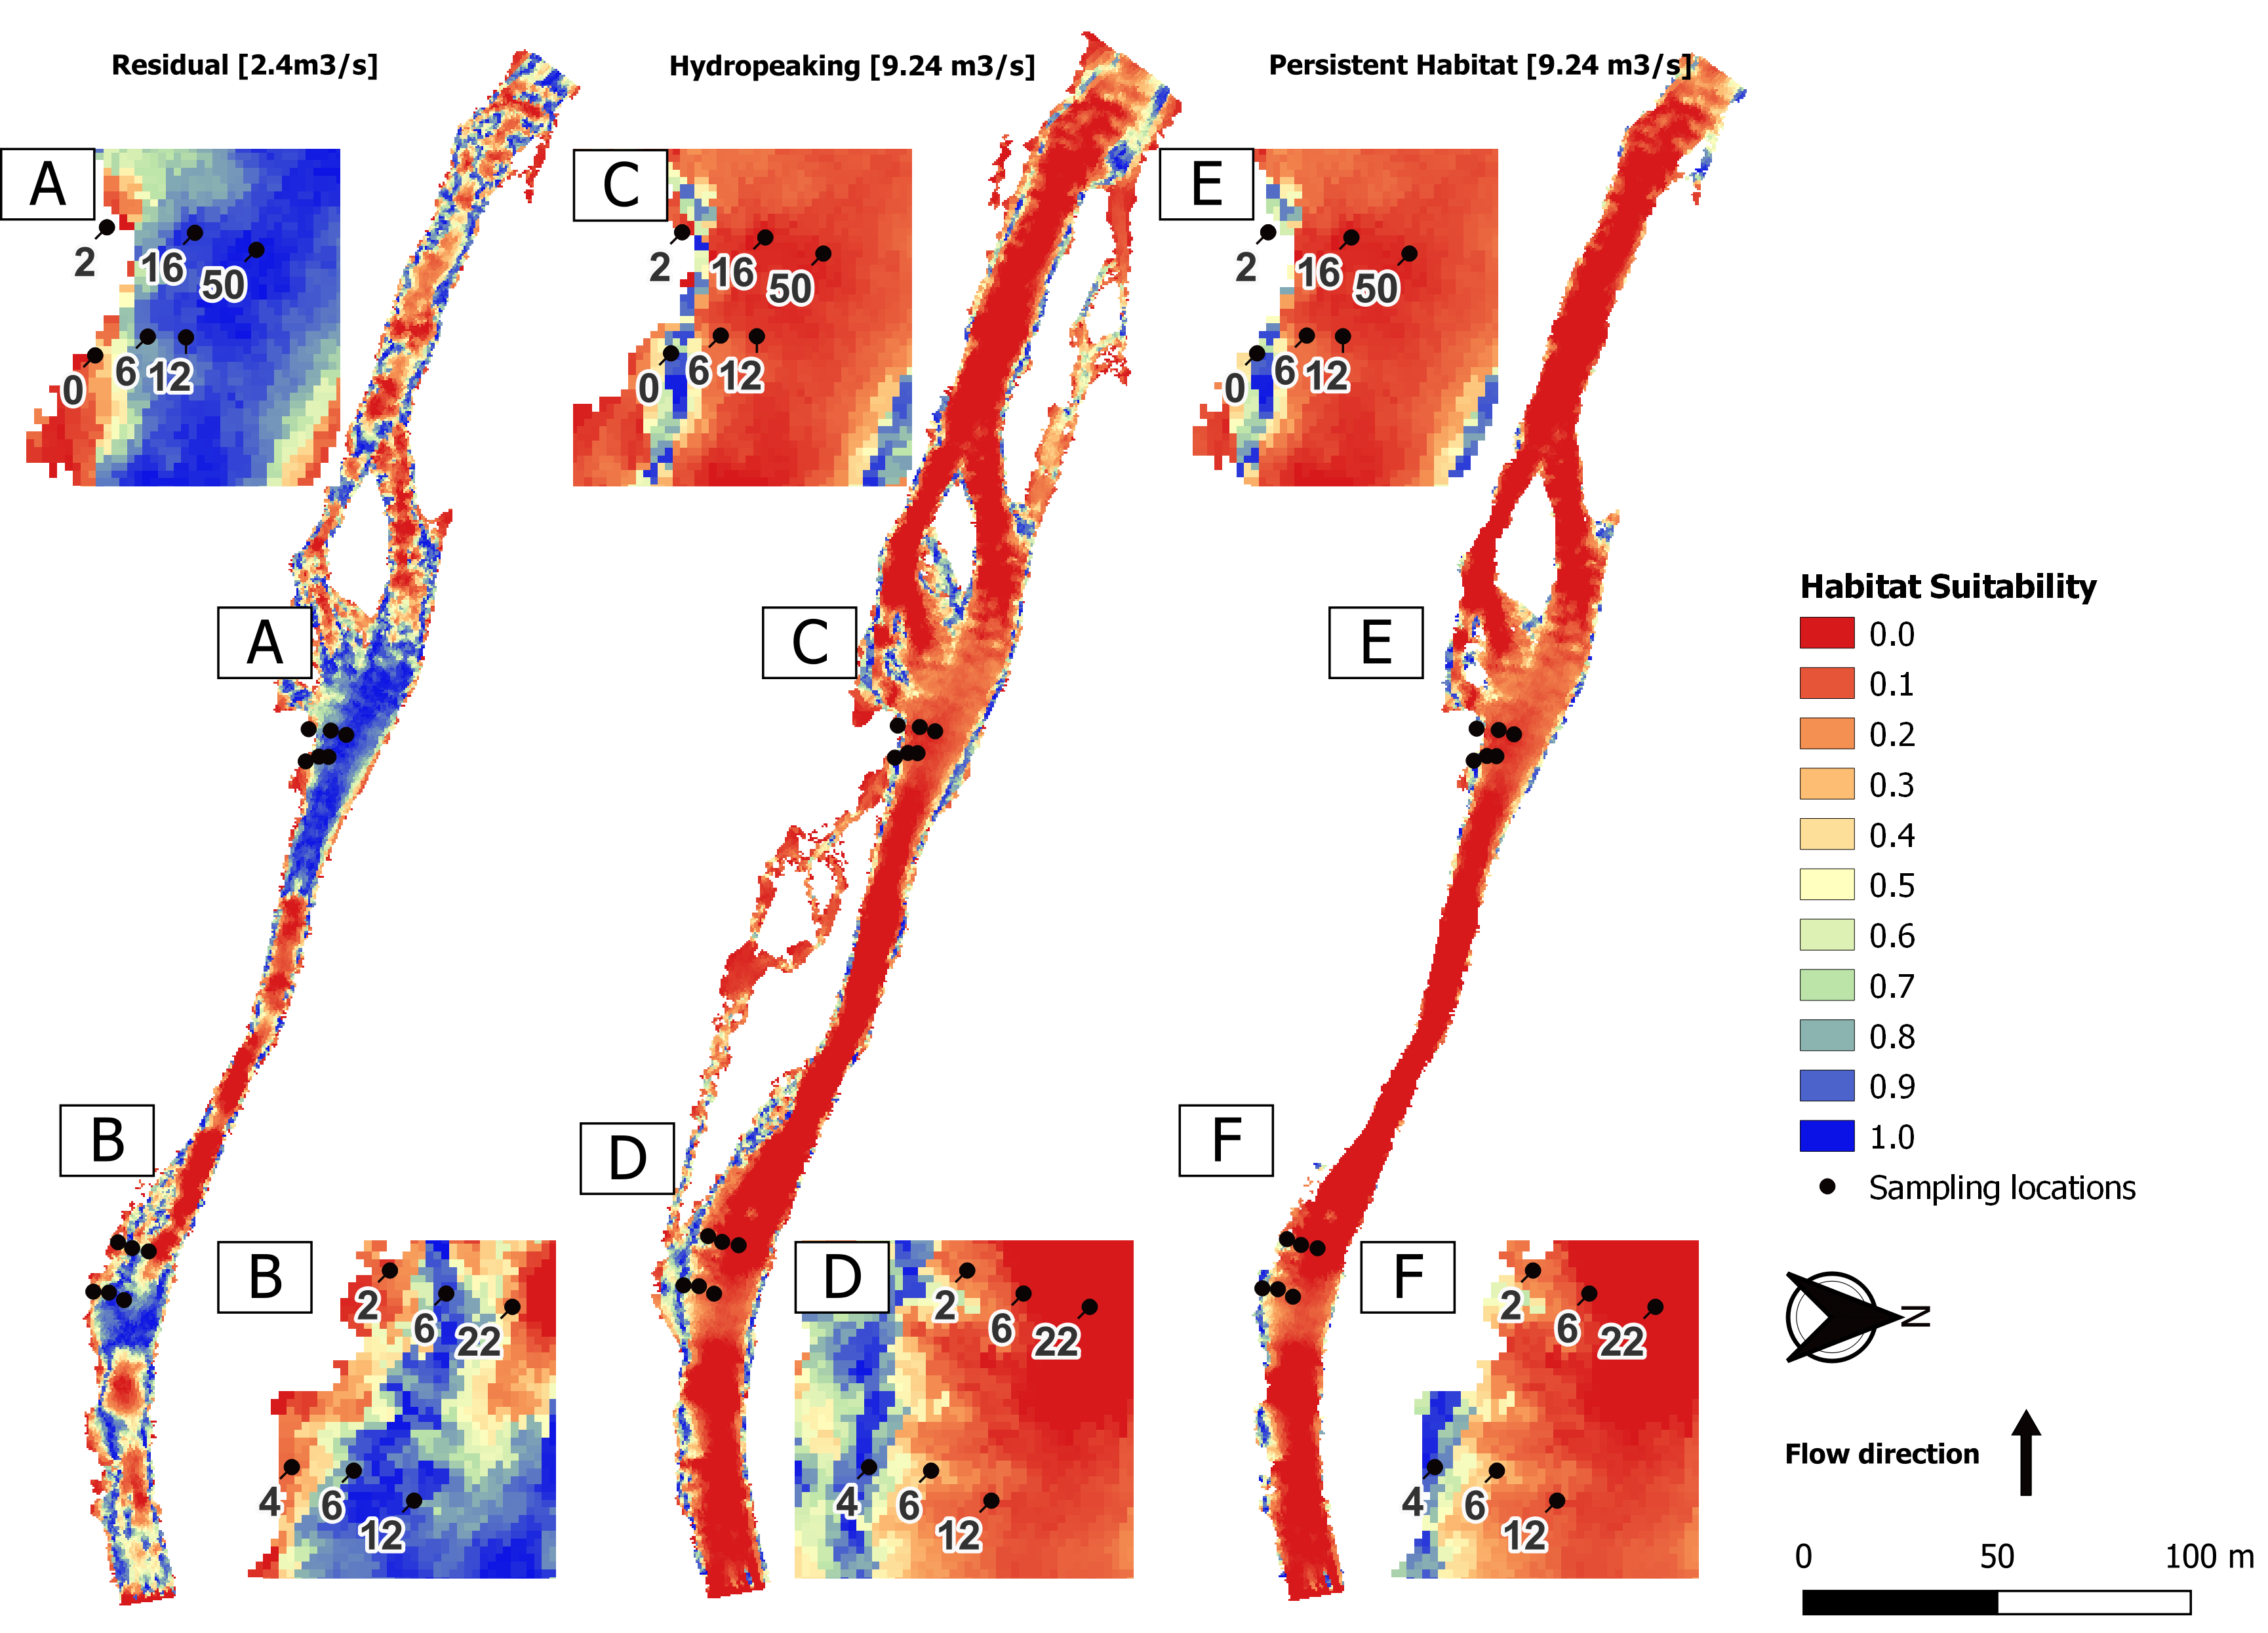 Residual [2.4m3/s]
Hydropeaking [9.24 m3/s]
Persistent Habitat [9.24 m3/s]
A
2
16
50
0
6
12
C
2
16
50
0
6
12
E
2
16
50
0
6
12
A
C
E
Habitat Suitability
0.0
0.1
0.2
0.3
0.4
0.5
0.6
0.7
0.8
0.9
1.0
Sampling locations
B
D
F
B
2
6
22
4
6
12
D
2
6
22
4
6
12
F
2
6
22
4
6
12
N
Flow direction
0 50 100 m